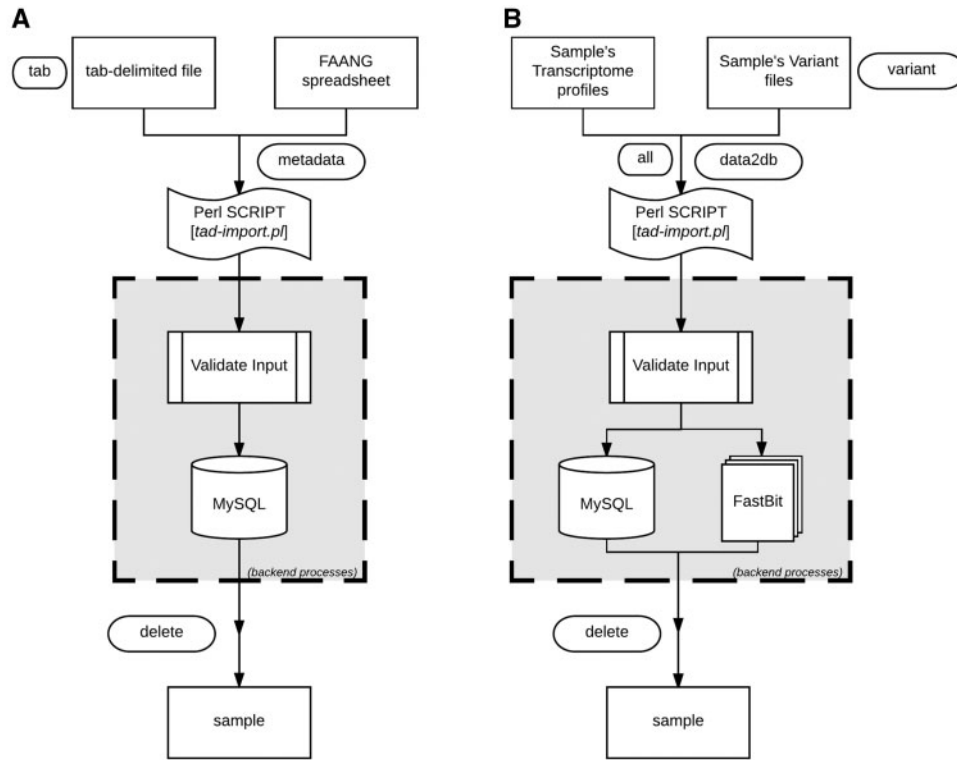 A
tab
tab-delimited file
FAANG
spreadsheet
metadata
Perl SCRIPT
[tad-import.pl]
Validate Input
MySQL
(backend processes)
delete
sample
B
Sample's
Transcriptome
profiles
Sample's Variant
files
variant
all
data2db
Perl SCRIPT
[tad-import.pl]
Validate Input
MySQL
FastBit
(backend processes)
delete
sample